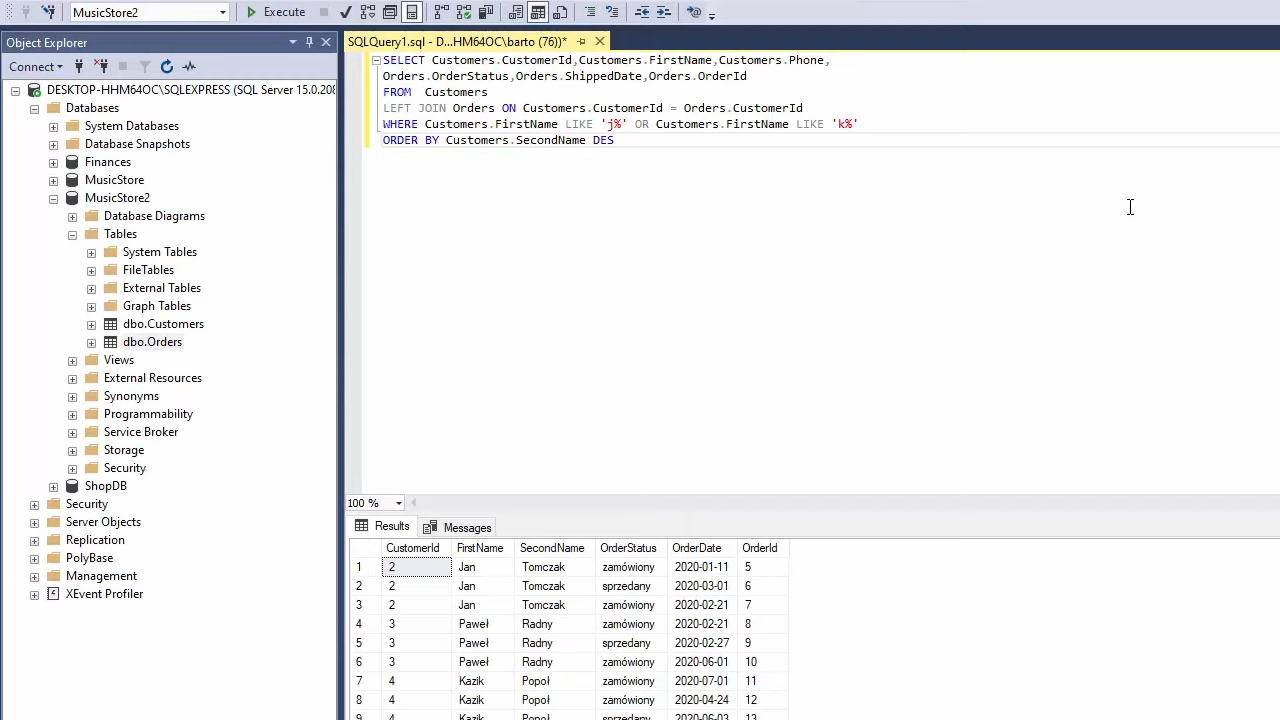 MusicStore2
Execute
Object Explorer
Connect
DESKTOP-HHM64OC\SQLEXPRESS (SQL Server 15.0.208
Databases
System Databases
Database Snapshots
Finances
MusicStore
MusicStore2
Database Diagrams
Tables
System Tables
FileTables
External Tables
Graph Tables
dbo.Customers
dbo.Orders
Views
External Resources
Synonyms
Programmability
Service Broker
Storage
Security
ShopDB
Security
Server Objects
Replication
PolyBase
Management
XEvent Profiler
SQLQuery1.sql - D...HM64OC\barto (76))*
SELECT Customers.CustomerId,Customers.FirstName,Customers.Phone,
Orders.OrderStatus,Orders.ShippedDate,Orders.OrderId
FROM Customers
LEFT JOIN Orders ON Customers.CustomerId = Orders.CustomerId
WHERE Customers.FirstName LIKE 'j%' OR Customers.FirstName LIKE 'k%'
ORDER BY Customers.SecondName DES
100 %
Results Messages
CustomerId FirstName SecondName OrderStatus OrderDate OrderId
1 2 Jan Tomczak zamówiony 2020-01-11 5
2 2 Jan Tomczak sprzedany 2020-03-01 6
3 2 Jan Tomczak zamówiony 2020-02-21 7
4 3 Paweł Radny zamówiony 2020-02-21 8
5 3 Paweł Radny sprzedany 2020-02-27 9
6 3 Paweł Radny zamówiony 2020-06-01 10
7 4 Kazik Popoł zamówiony 2020-07-01 11
8 4 Kazik Popoł zamówiony 2020-04-24 12
9 4 Kazik Popoł sprzedany 2020-06-03 13